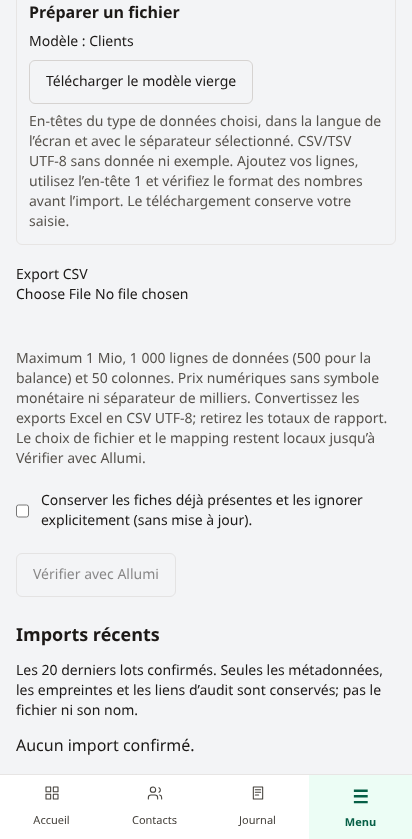 Préparer un fichier
Modèle : Clients
Télécharger le modèle vierge
En-têtes du type de données choisi, dans la langue de
l’écran et avec le séparateur sélectionné. CSV/TSV
UTF-8 sans donnée ni exemple. Ajoutez vos lignes,
utilisez l’en-tête 1 et vérifiez le format des nombres
avant l’import. Le téléchargement conserve votre
saisie.
Export CSV
Choose File No file chosen
Maximum 1 Mio, 1 000 lignes de données (500 pour la
balance) et 50 colonnes. Prix numériques sans symbole
monétaire ni séparateur de milliers. Convertissez les
exports Excel en CSV UTF-8; retirez les totaux de rapport.
Le choix de fichier et le mapping restent locaux jusqu’à
Vérifier avec Allumi.
Conserver les fiches déjà présentes et les ignorer
explicitement (sans mise à jour).
Vérifier avec Allumi
Imports récents
Les 20 derniers lots confirmés. Seules les métadonnées,
les empreintes et les liens d’audit sont conservés; pas le
fichier ni son nom.
Aucun import confirmé.
Accueil
Contacts
Journal
Menu